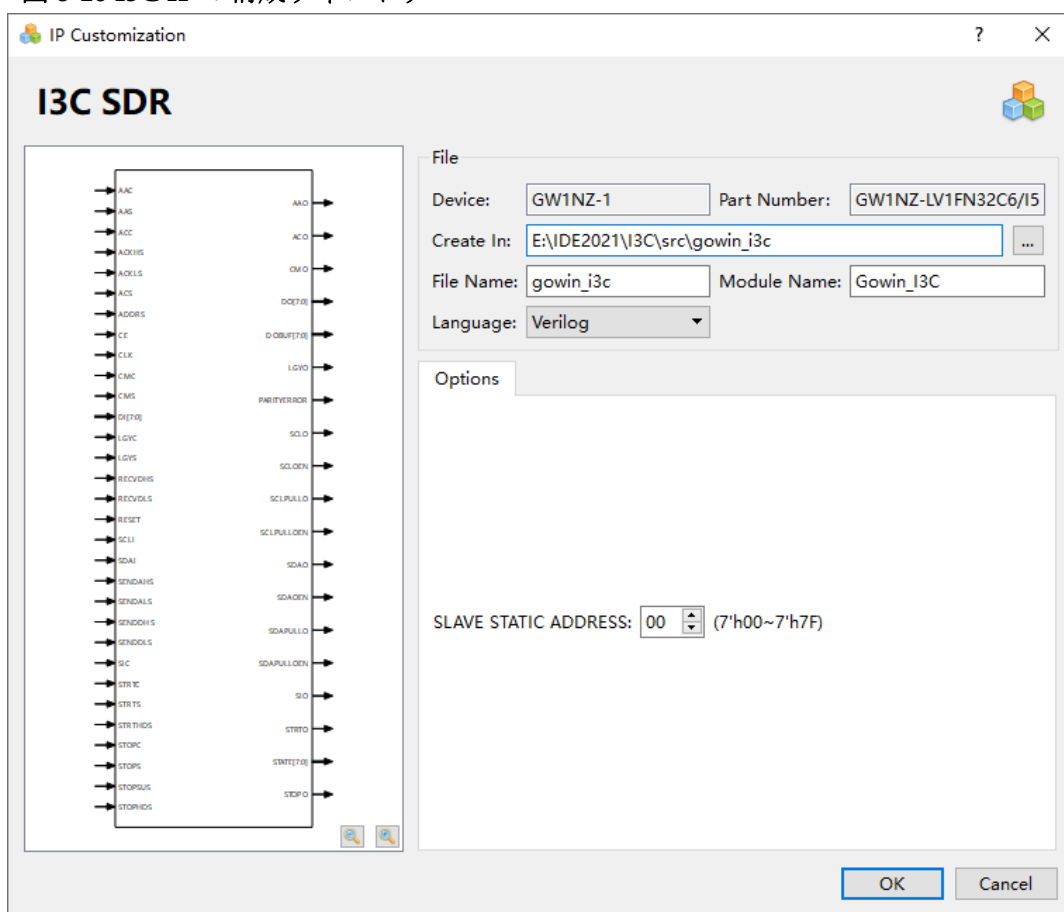 IP Customization
?
I3C SDR
AAC
AAS
ACC
ACKHS
ACKLS
ACS
ADDRS
CE
CLK
CMC
CMS
DI[7:0]
LGYC
LGYS
RECVDHS
RECVDLS
RESET
SCLI
SDAI
SENDAHS
SENDALS
SENDDHS
SENDDLS
SIC
STRTC
STRTS
STRTHDS
STOPC
STOPS
STOPSUS
STOPHDS
AAO
ACO
CMO
DO[7:0]
DOBUF[7:0]
LGYO
PARITYERROR
SCLO
SCLOEN
SCLPULLO
SCLPULLOEN
SDAO
SDAOEN
SDAPULLO
SDAPULLOEN
SIO
STRTO
STATE[7:0]
STOPO
File
Device: GW1NZ-1 Part Number: GW1NZ-LV1FN32C6/I5
Create In: E:\IDE2021\I3C\src\gowin_i3c ...
File Name: gowin_i3c Module Name: Gowin_I3C
Language: Verilog
Options
SLAVE STATIC ADDRESS: 00 (7'h00~7'h7F)
OK Cancel